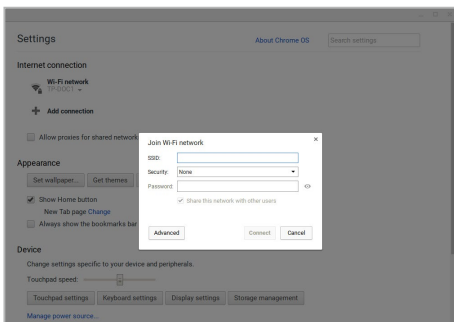 Settings
About Chrome OS
Search settings
Internet connection
Wi-Fi network
TP-DOC1
Add connection
Allow proxies for shared network
Join Wi-Fi network
SSID:
Security: None
Password:
Share this network with other users
Advanced Connect Cancel
Appearance
Set wallpaper... Get themes
Show Home button
New Tab page Change
Always show the bookmarks bar
Device
Change settings specific to your device and peripherals.
Touchpad speed:
Touchpad settings Keyboard settings Display settings Storage management
Manage power source...